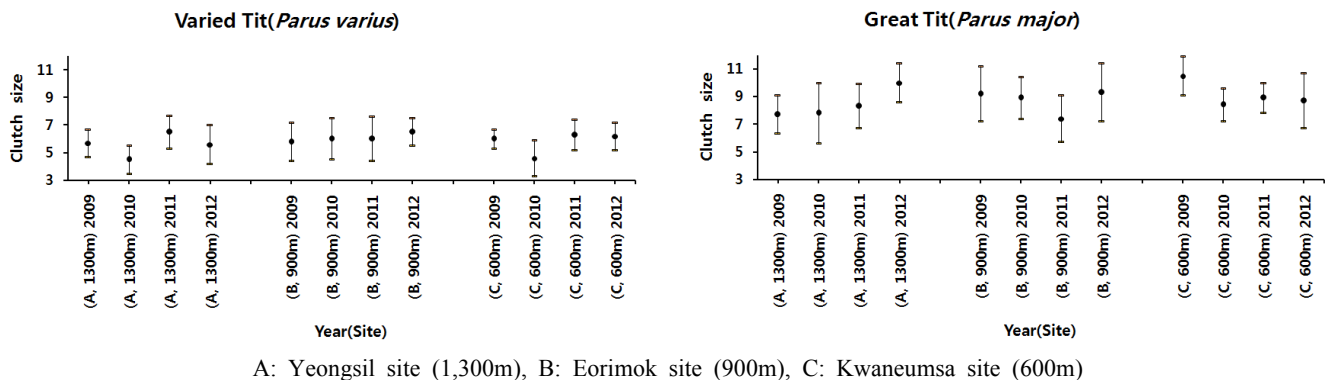 Varied Tit(Parus varius)
Clutch size
11
9
7
5
3
(A, 1300m) 2009
(A, 1300m) 2010
(A, 1300m) 2011
(A, 1300m) 2012
(B, 900m) 2009
(B, 900m) 2010
(B, 900m) 2011
(B, 900m) 2012
(C, 600m) 2009
(C, 600m) 2010
(C, 600m) 2011
(C, 600m) 2012
Year(Site)
Great Tit(Parus major)
Clutch size
11
9
7
5
3
(A, 1300m) 2009
(A, 1300m) 2010
(A, 1300m) 2011
(A, 1300m) 2012
(B, 900m) 2009
(B, 900m) 2010
(B, 900m) 2011
(B, 900m) 2012
(C, 600m) 2009
(C, 600m) 2010
(C, 600m) 2011
(C, 600m) 2012
Year(Site)
A: Yeongsil site (1,300m), B: Eorimok site (900m), C: Kwaneumsa site (600m)